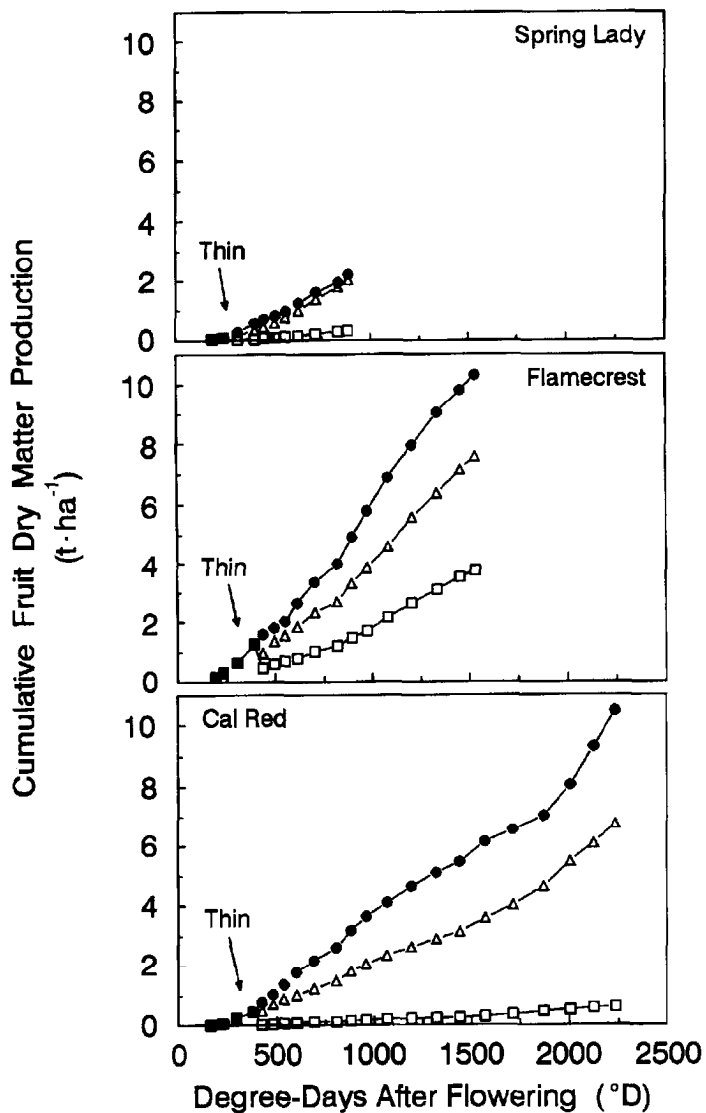 Cumulative Fruit Dry Matter Production
(t·ha⁻¹)
10
8
6
4
2
0
Spring Lady
Thin
10
8
6
4
2
0
Flamecrest
Thin
10
8
6
4
2
0
Cal Red
Thin
0 500 1000 1500 2000 2500
Degree-Days After Flowering (°D)